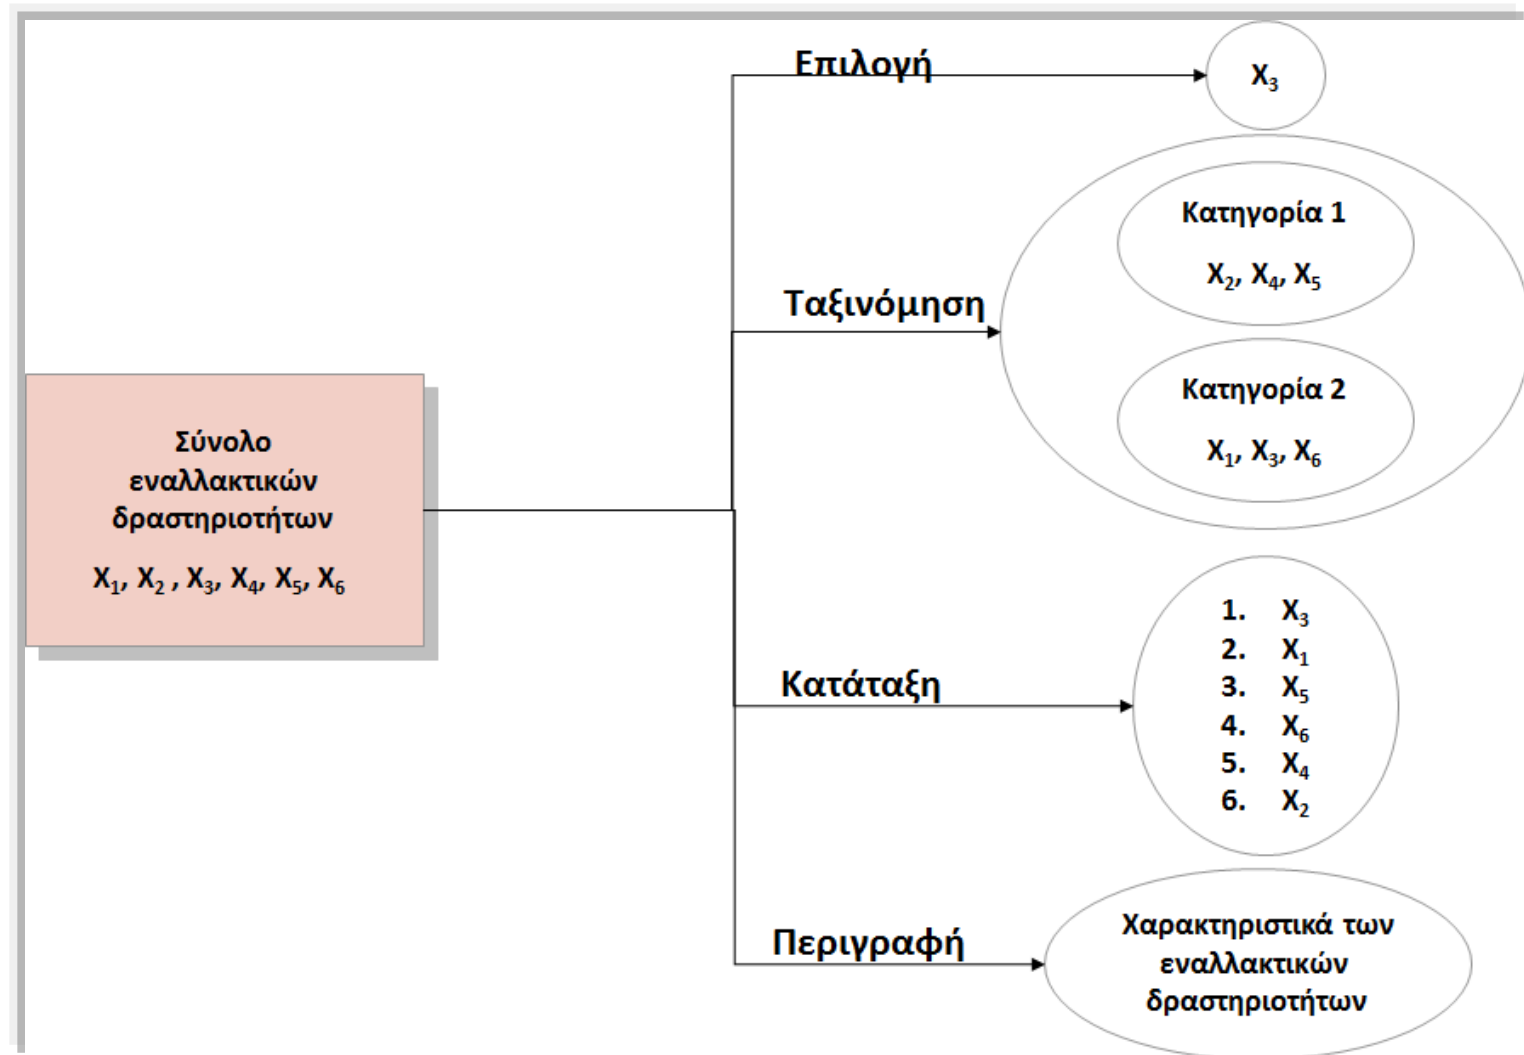 Σύνολο
εναλλακτικών
δραστηριοτήτων
X₁, X₂ , X₃, X₄, X₅, X₆
Επιλογή
X₃
Ταξινόμηση
Κατηγορία 1
X₂, X₄, X₅
Κατηγορία 2
X₁, X₃, X₆
Κατάταξη
1. X₃
2. X₁
3. X₅
4. X₆
5. X₄
6. X₂
Περιγραφή
Χαρακτηριστικά των
εναλλακτικών
δραστηριοτήτων